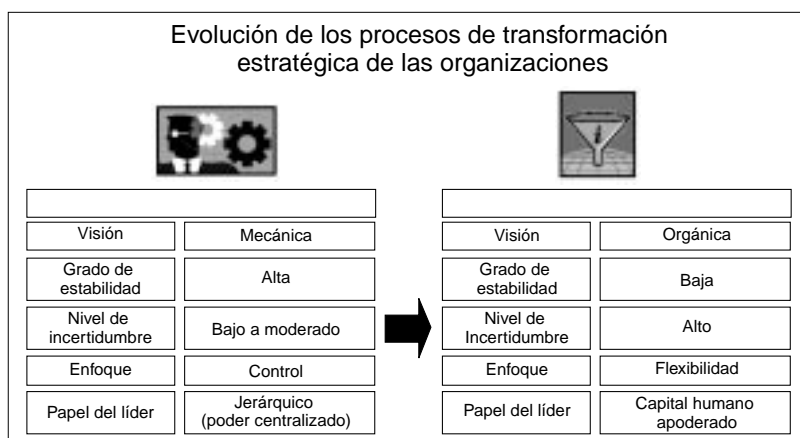 Evolución de los procesos de transformación
estratégica de las organizaciones
Visión
Mecánica
Grado de
estabilidad
Alta
Nivel de
incertidumbre
Bajo a moderado
Enfoque
Control
Papel del líder
Jerárquico
(poder centralizado)
Visión
Orgánica
Grado de
estabilidad
Baja
Nivel de
Incertidumbre
Alto
Enfoque
Flexibilidad
Papel del líder
Capital humano
apoderado